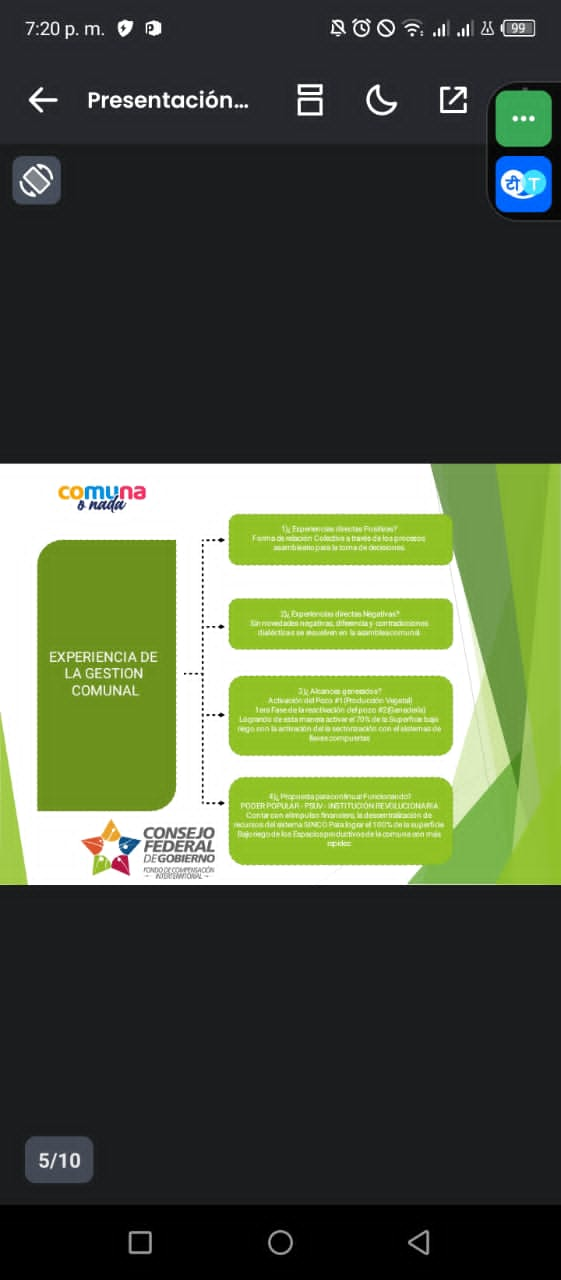 7:20 p. m.
99
Presentación...
टी T
comuna
o nada
EXPERIENCIA DE
LA GESTION
COMUNAL
1)¿ Experiencias directas Positivas?
Forma de relación Colectiva a través de los procesos
asambleario para la toma de decisiones.
2)¿ Experiencias directas Negativas?
Sin novedades negativas, diferencia y contradicciones
dialécticas se resuelven en la asamblea comunal
3)¿ Alcances generados?
Activación del Pozo #1 (Producción Vegetal)
1era Fase de la reactivación del pozo #2(Ganadería)
Logrando de esta manera activar el 70% de la Superficie bajo
riego con la activación del la sectorización con el sistemas de
llaves compuertas
4)¿ Propuesta para continuar Funcionando?
PODER POPULAR - PSUV - INSTITUCION REVOLUCIONARIA
Contar con el impulso financiero, la descentralización de
recursos del sistema SINCO Para lograr el 100% de la superficie
Bajo riego de los Espacios productivos de la comuna con más
rapidez
CONSEJO
FEDERAL
DE GOBIERNO
FONDO DE COMPENSACIÓN
INTERTERRITORIAL
5/10